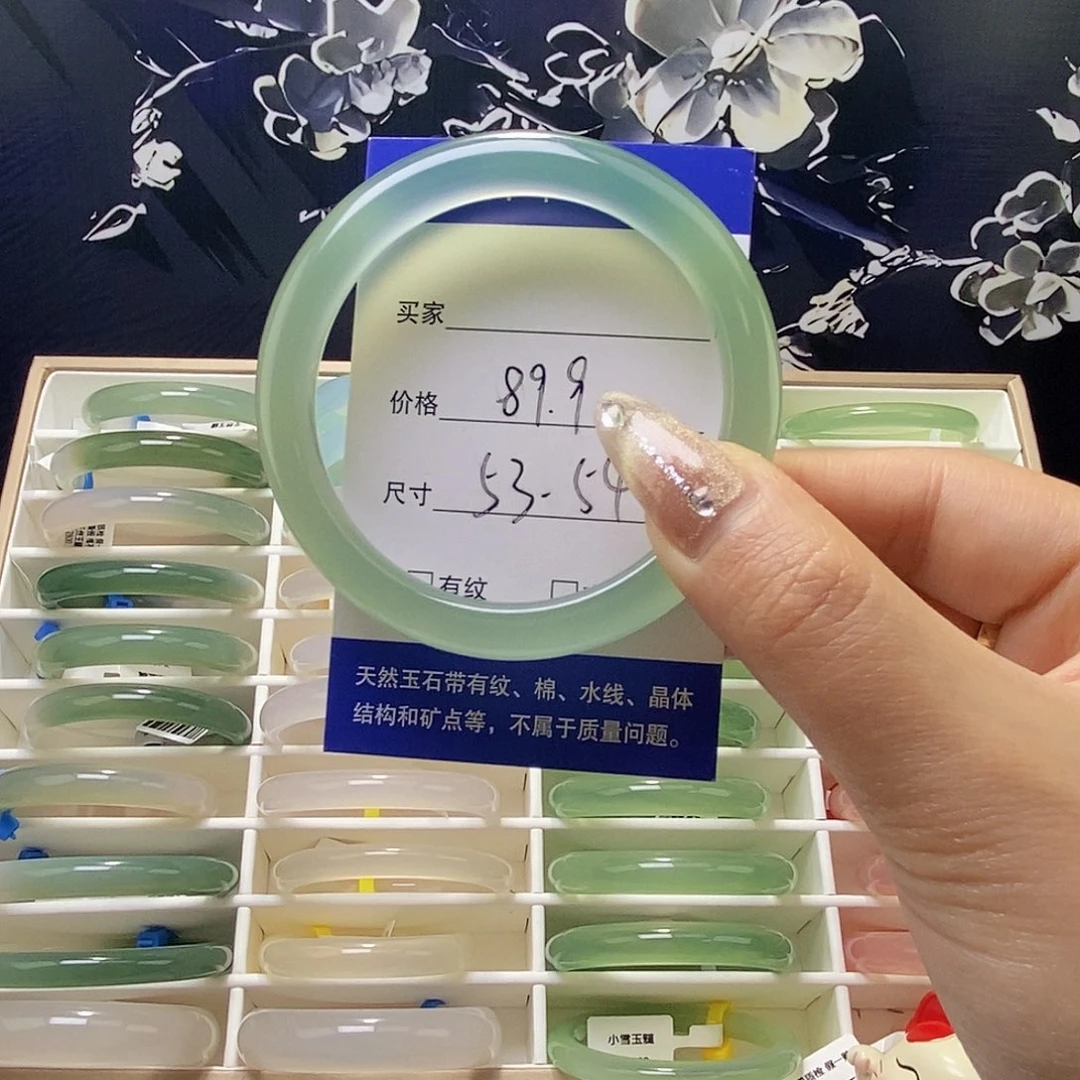 买家
价格 89.9
尺寸 53-54
有纹
天然玉石带有纹、棉、水线、晶体
结构和矿点等，不属于质量问题。
小雪玉髓